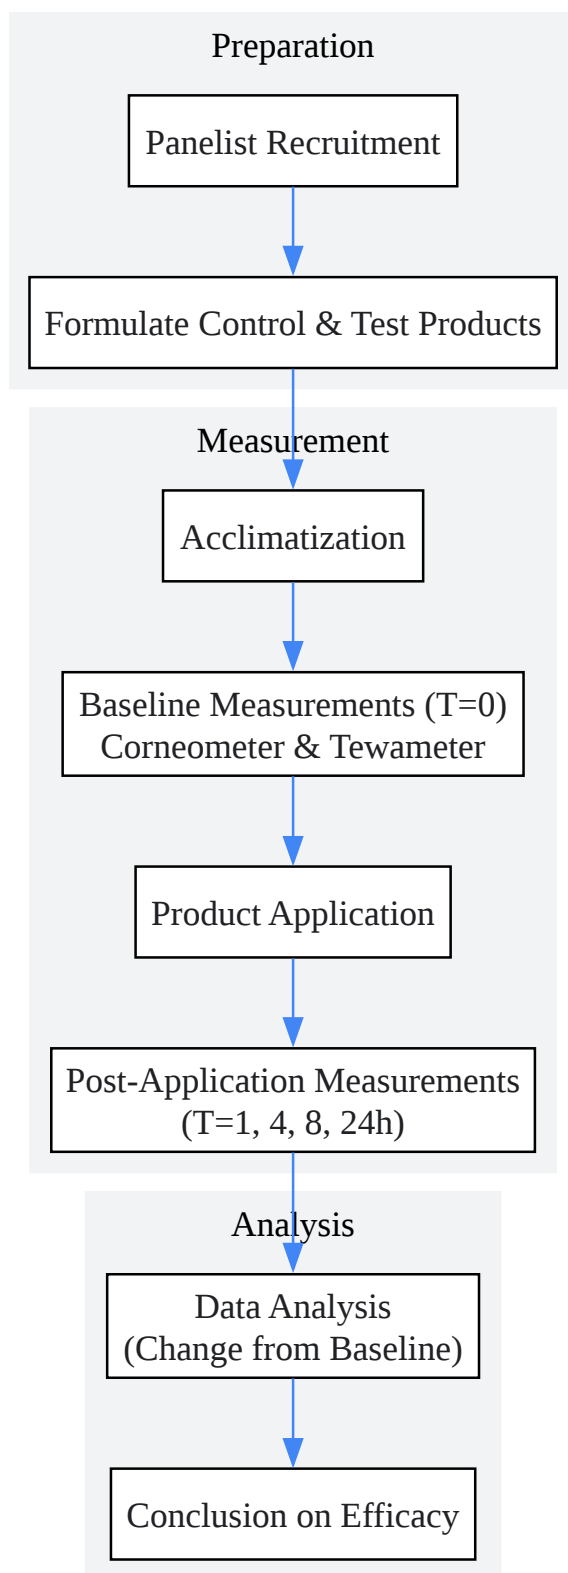 Preparation
Panelist Recruitment
Formulate Control & Test Products
Measurement
Acclimatization
Baseline Measurements (T=0)
Corneometer & Tewameter
Product Application
Post-Application Measurements
(T=1, 4, 8, 24h)
Analysis
Data Analysis
(Change from Baseline)
Conclusion on Efficacy